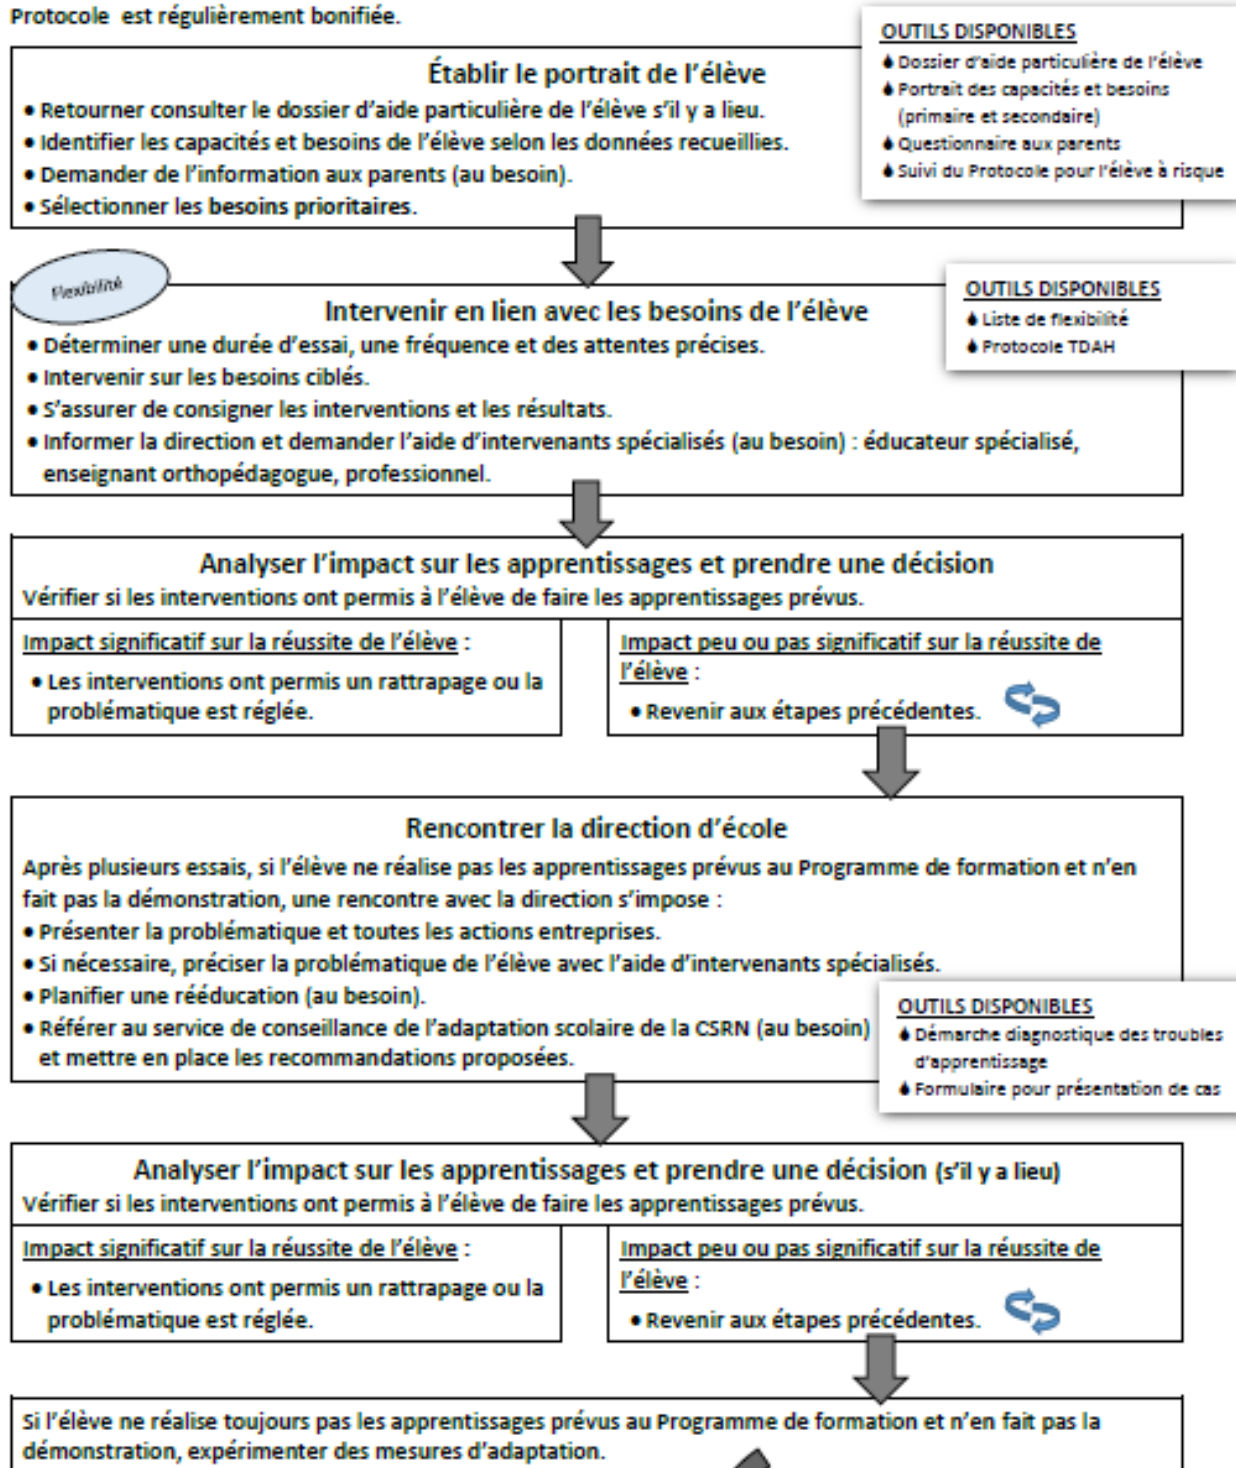 Protocole est régulièrement bonifiée.
Établir le portrait de l'élève
• Retourner consulter le dossier d'aide particulière de l'élève s'il y a lieu.
• Identifier les capacités et besoins de l'élève selon les données recueillies.
• Demander de l'information aux parents (au besoin).
• Sélectionner les besoins prioritaires.
OUTILS DISPONIBLES
Dossier d'aide particulière de l'élève
Portrait des capacités et besoins
(primaire et secondaire)
Questionnaire aux parents
Suivi du Protocole pour l'élève à risque
Flexibilité
Intervenir en lien avec les besoins de l'élève
• Déterminer une durée d'essai, une fréquence et des attentes précises.
• Intervenir sur les besoins ciblés.
• S'assurer de consigner les interventions et les résultats.
• Informer la direction et demander l'aide d'intervenants spécialisés (au besoin) : éducateur spécialisé,
enseignant orthopédagogue, professionnel.
OUTILS DISPONIBLES
Liste de flexibilité
Protocole TDAH
Analyser l'impact sur les apprentissages et prendre une décision
Vérifier si les interventions ont permis à l'élève de faire les apprentissages prévus.
Impact significatif sur la réussite de l'élève :
• Les interventions ont permis un rattrapage ou la
problématique est réglée.
Impact peu ou pas significatif sur la réussite de
l'élève :
• Revenir aux étapes précédentes.
Rencontrer la direction d'école
Après plusieurs essais, si l'élève ne réalise pas les apprentissages prévus au Programme de formation et n'en
fait pas la démonstration, une rencontre avec la direction s'impose :
• Présenter la problématique et toutes les actions entreprises.
• Si nécessaire, préciser la problématique de l'élève avec l'aide d'intervenants spécialisés.
• Planifier une rééducation (au besoin).
• Référer au service de conseillance de l'adaptation scolaire de la CSRN (au besoin)
et mettre en place les recommandations proposées.
OUTILS DISPONIBLES
Démarche diagnostique des troubles
d'apprentissage
Formulaire pour présentation de cas
Analyser l'impact sur les apprentissages et prendre une décision (s'il y a lieu)
Vérifier si les interventions ont permis à l'élève de faire les apprentissages prévus.
Impact significatif sur la réussite de l'élève :
• Les interventions ont permis un rattrapage ou la
problématique est réglée.
Impact peu ou pas significatif sur la réussite de
l'élève :
• Revenir aux étapes précédentes.
Si l'élève ne réalise toujours pas les apprentissages prévus au Programme de formation et n'en fait pas la
démonstration, expérimenter des mesures d'adaptation.